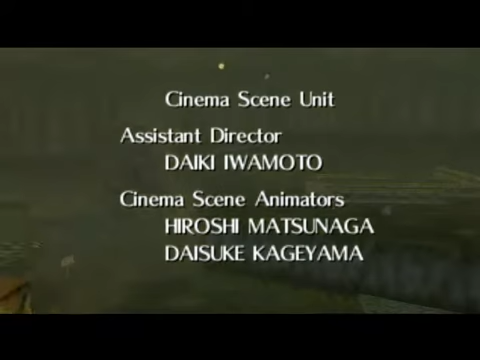 Cinema Scene Unit
Assistant Director
DAIKI IWAMOTO
Cinema Scene Animators
HIROSHI MATSUNAGA
DAISUKE KAGEYAMA